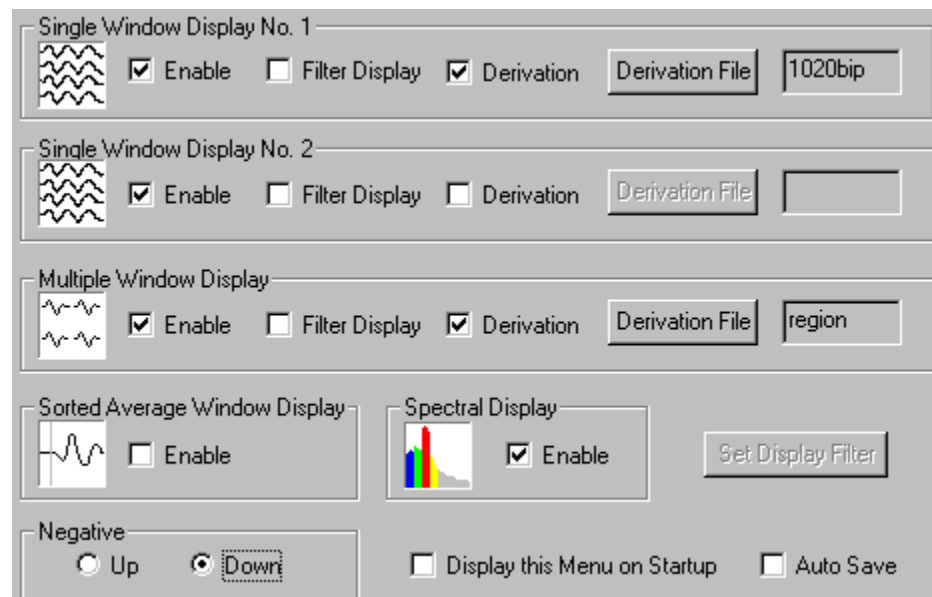 Single Window Display No. 1
Enable Filter Display Derivation Derivation File 1020bip
Single Window Display No. 2
Enable Filter Display Derivation Derivation File
Multiple Window Display
Enable Filter Display Derivation Derivation File region
Sorted Average Window Display Spectral Display
Enable Enable Set Display Filter
Negative
Up Down Display this Menu on Startup Auto Save